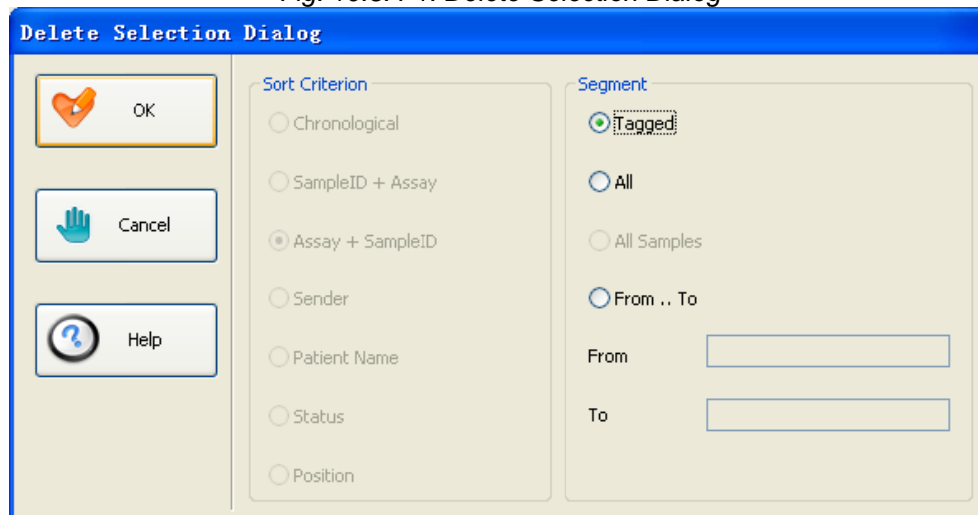 Delete Selection Dialog
OK
Cancel
Help
Sort Criterion
Chronological
SampleID + Assay
Assay + SampleID
Sender
Patient Name
Status
Position
Segment
Tagged
All
All Samples
From .. To
From
To